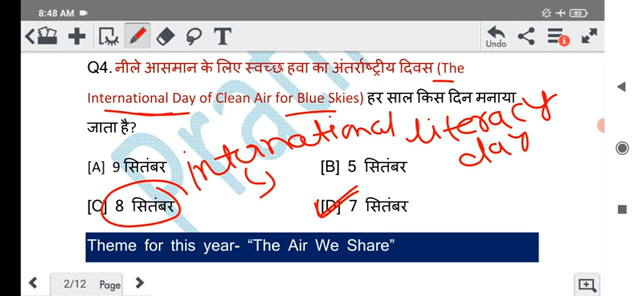 8:48 AM
83
Undo
Q4. नीले आसमान के लिए स्वच्छ हवा का अंतर्राष्ट्रीय दिवस (The
International Day of Clean Air for Blue Skies) हर साल किस दिन मनाया
जाता है?
international literacy
day
[A] 9 सितंबर
[B] 5 सितंबर
[C] 8 सितंबर
[D] 7 सितंबर
Theme for this year- “The Air We Share”
2/12 Page